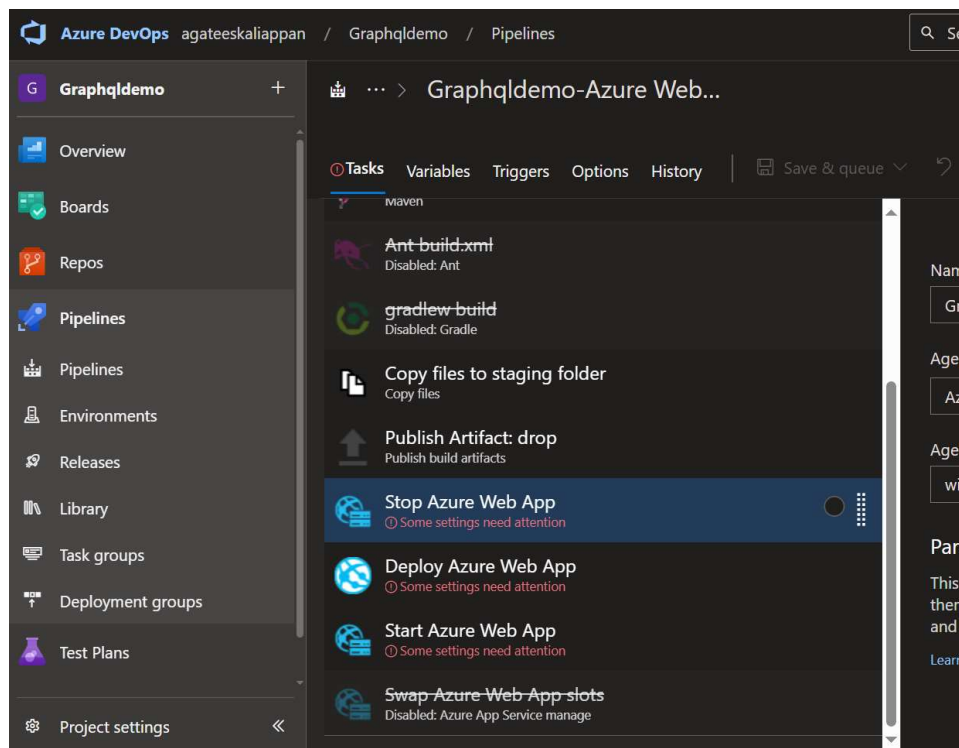 Azure DevOps agateeskaliappan / Graphqldemo / Pipelines
G Graphqldemo +
Graphqldemo-Azure Web...
Overview
Boards
Repos
Pipelines
Pipelines
Environments
Releases
Library
Task groups
Deployment groups
Test Plans
Project settings
Tasks Variables Triggers Options History Save & queue
Maven
Ant build.xml
Disabled: Ant
gradlew build
Disabled: Gradle
Copy files to staging folder
Copy files
Publish Artifact: drop
Publish build artifacts
Stop Azure Web App
Some settings need attention
Deploy Azure Web App
Some settings need attention
Start Azure Web App
Some settings need attention
Swap Azure Web App slots
Disabled: Azure App Service manage
This
and